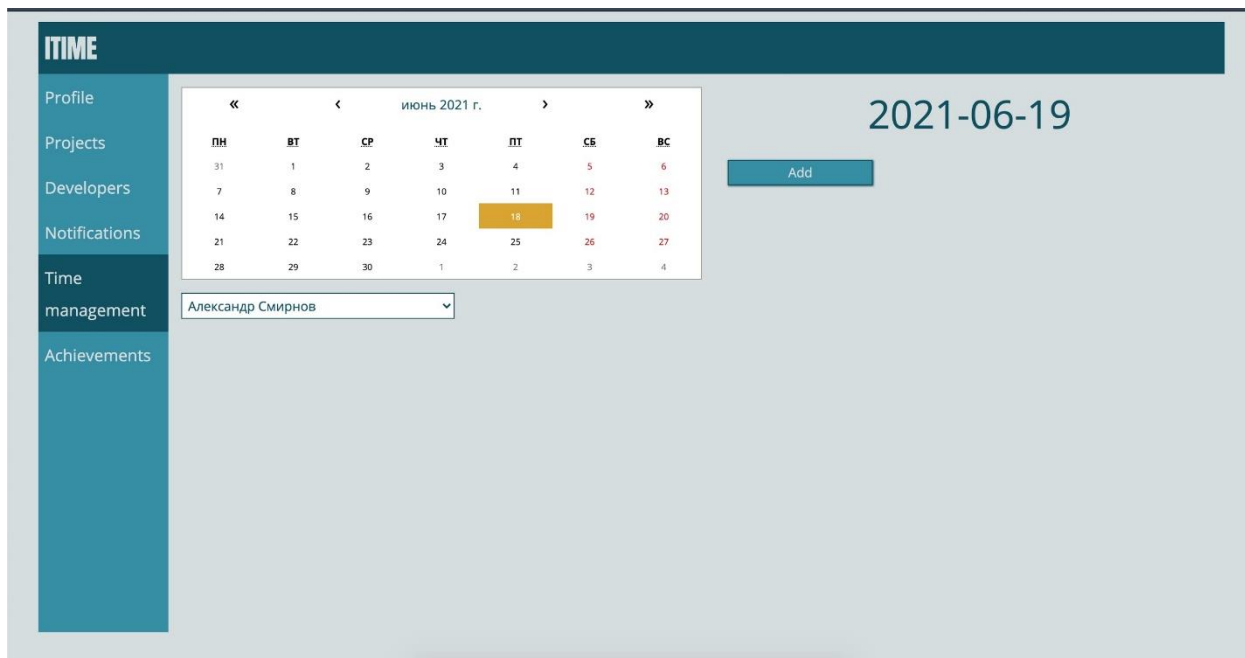 ITIME
Profile
Projects
Developers
Notifications
Time
management
Achievements
« ‹ июнь 2021 г. › »
ПН ВТ СР ЧТ ПТ СБ ВС
31 1 2 3 4 5 6
7 8 9 10 11 12 13
14 15 16 17 18 19 20
21 22 23 24 25 26 27
28 29 30 1 2 3 4
Александр Смирнов
2021-06-19
Add